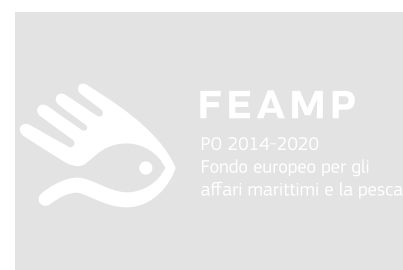 FEAMP
PO 2014-2020
Fondo europeo per gli
affari marittimi e la pesca